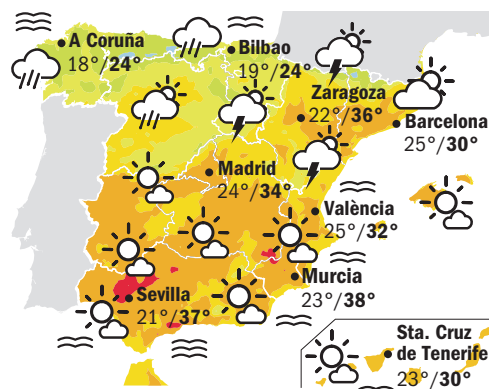 A Coruña
18°/24°
Bilbao
19°/24°
Zaragoza
22°/36°
Barcelona
25°/30°
Madrid
24°/34°
València
25°/32°
Murcia
23°/38°
Sevilla
21°/37°
Sta. Cruz
de Tenerife
23°/30°